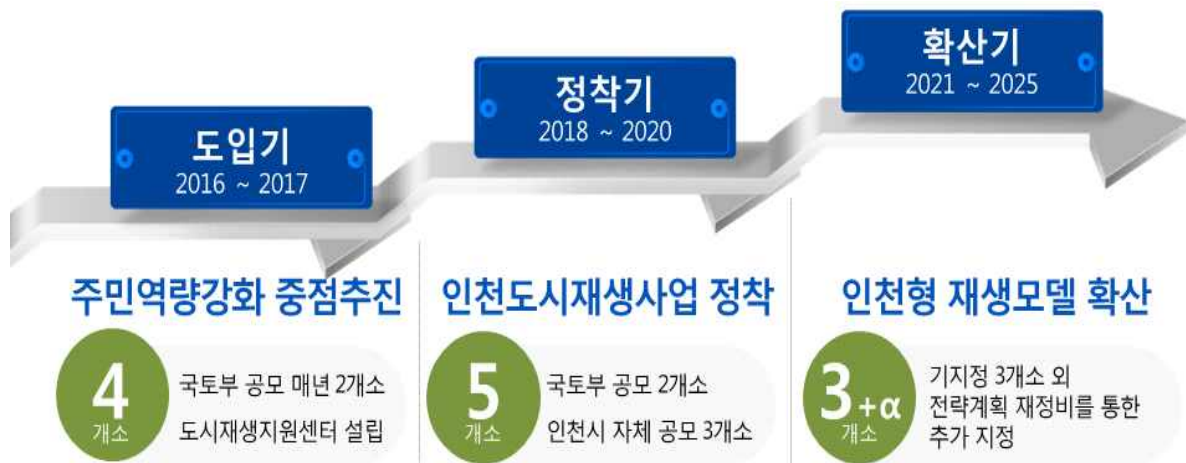 도입기
2016 ~ 2017
정착기
2018 ~ 2020
확산기
2021 ~ 2025
주민역량강화 중점추진
4
개소
국토부 공모 매년 2개소
도시재생지원센터 설립
인천도시재생사업 정착
5
개소
국토부 공모 2개소
인천시 자체 공모 3개소
인천형 재생모델 확산
3+α
개소
기지정 3개소 외
전략계획 재정비를 통한
추가 지정